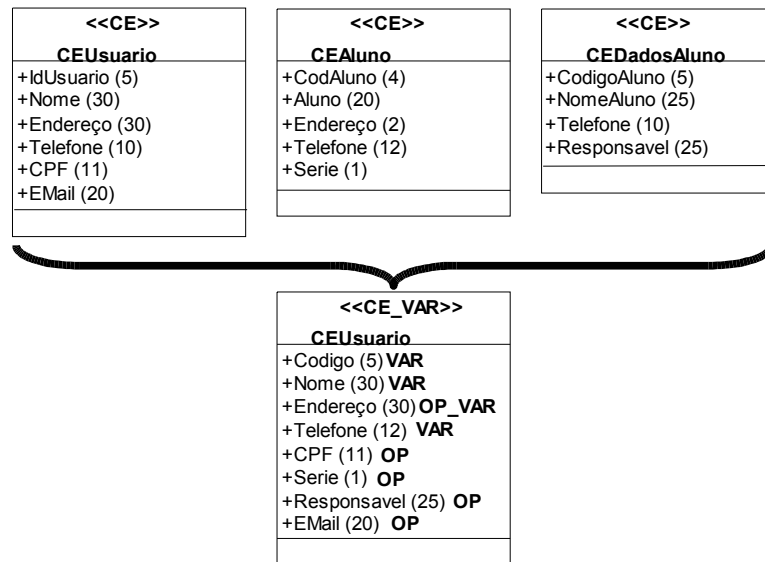 <<CE>>
CEUsuario
+IdUsuario (5)
+Nome (30)
+Endereço (30)
+Telefone (10)
+CPF (11)
+EMail (20)
<<CE>>
CEAluno
+CodAluno (4)
+Aluno (20)
+Endereço (2)
+Telefone (12)
+Serie (1)
<<CE>>
CEDadosAluno
+CodigoAluno (5)
+NomeAluno (25)
+Telefone (10)
+Responsavel (25)
<<CE_VAR>>
CEUsuario
+Codigo (5) VAR
+Nome (30) VAR
+Endereço (30) OP_VAR
+Telefone (12) VAR
+CPF (11) OP
+Serie (1) OP
+Responsavel (25) OP
+EMail (20) OP